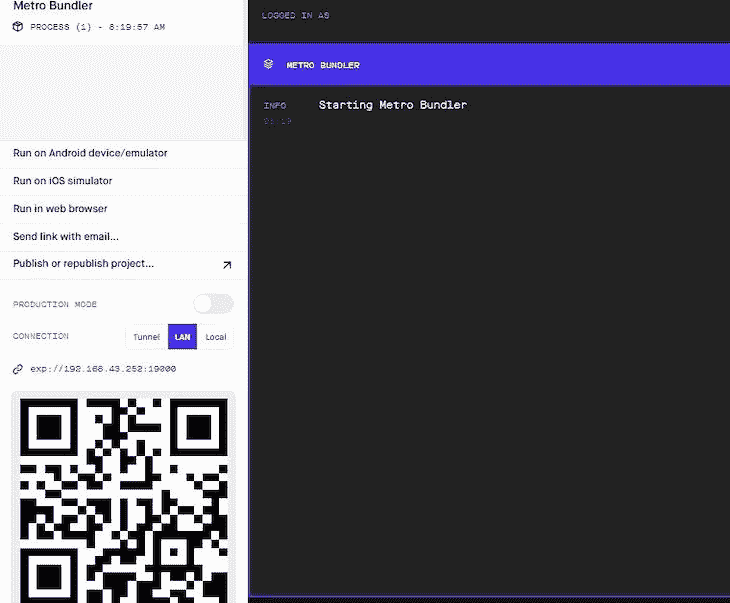 Metro Bundler
PROCESS (1) - 8:19:57 AM
Run on Android device/emulator
Run on iOS simulator
Run in web browser
Send link with email...
Publish or republish project...
PRODUCTION MODE
CONNECTION
Tunnel LAN Local
exp://192.168.43.252:19000
LOGGED IN AS
METRO BUNDLER
INFO Starting Metro Bundler